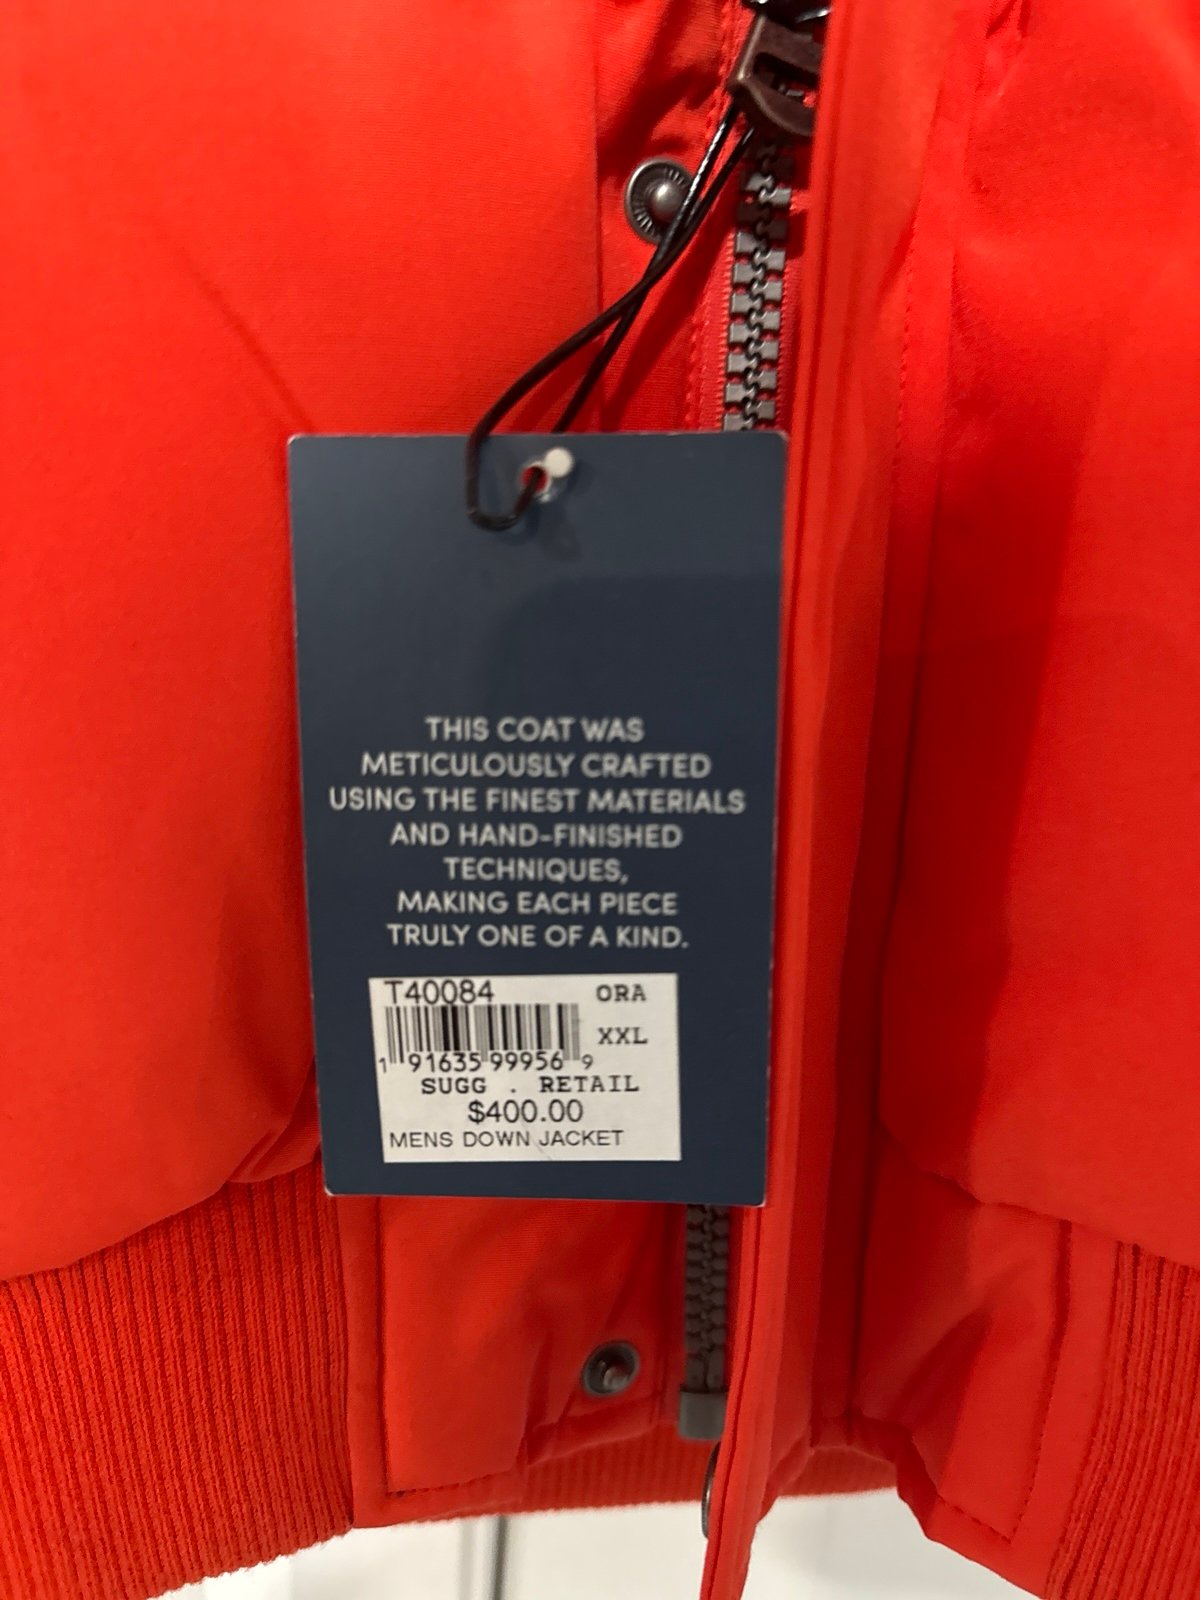 THIS COAT WAS
METICULOUSLY CRAFTED
USING THE FINEST MATERIALS
AND HAND-FINISHED
TECHNIQUES,
MAKING EACH PIECE
TRULY ONE OF A KIND.
T40084 ORA
XXL
1 91635 99956 9
SUGG . RETAIL
$400.00
MENS DOWN JACKET